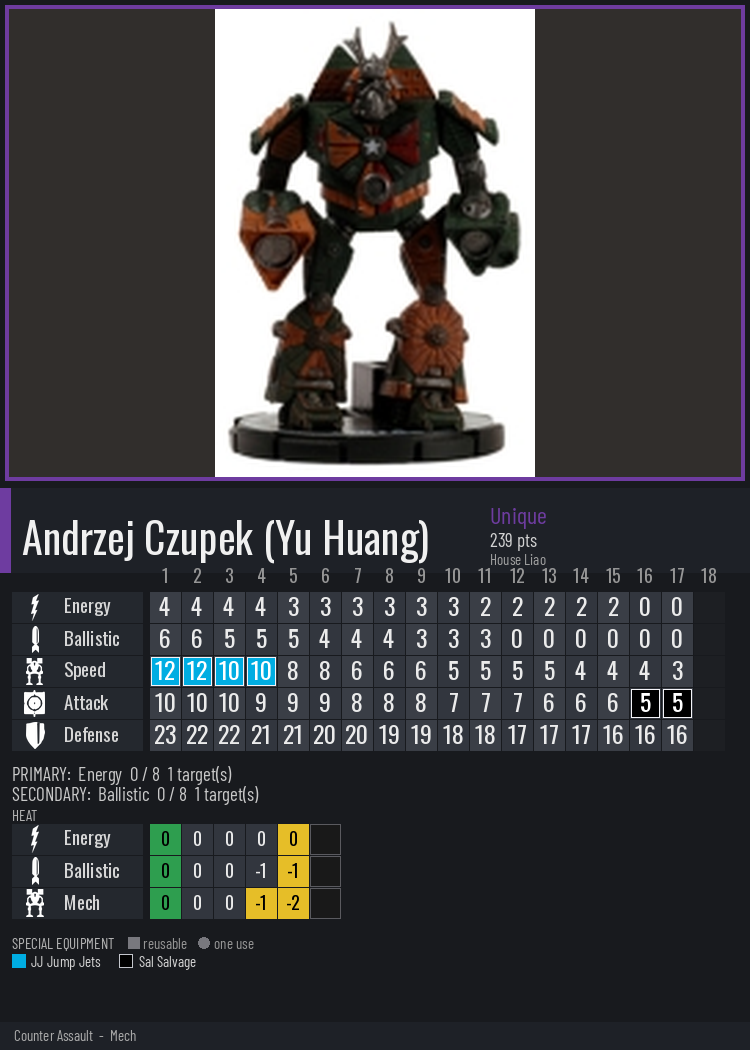 Andrzej Czupek (Yu Huang)
Unique
239 pts
House Liao
1 2 3 4 5 6 7 8 9 10 11 12 13 14 15 16 17 18
Energy 4 4 4 4 3 3 3 3 3 3 2 2 2 2 2 0 0
Ballistic 6 6 5 5 5 4 4 4 3 3 3 0 0 0 0 0 0
Speed 12 12 10 10 8 8 6 6 6 5 5 5 5 4 4 4 3
Attack 10 10 10 9 9 9 8 8 8 7 7 7 6 6 6 5 5
Defense 23 22 22 21 21 20 20 19 19 18 18 17 17 17 16 16 16
PRIMARY: Energy 0 / 8 1 target(s)
SECONDARY: Ballistic 0 / 8 1 target(s)
HEAT
Energy 0 0 0 0 0
Ballistic 0 0 0 -1 -1
Mech 0 0 0 -1 -2
SPECIAL EQUIPMENT reusable one use
JJ Jump Jets Sal Salvage
Counter Assault - Mech